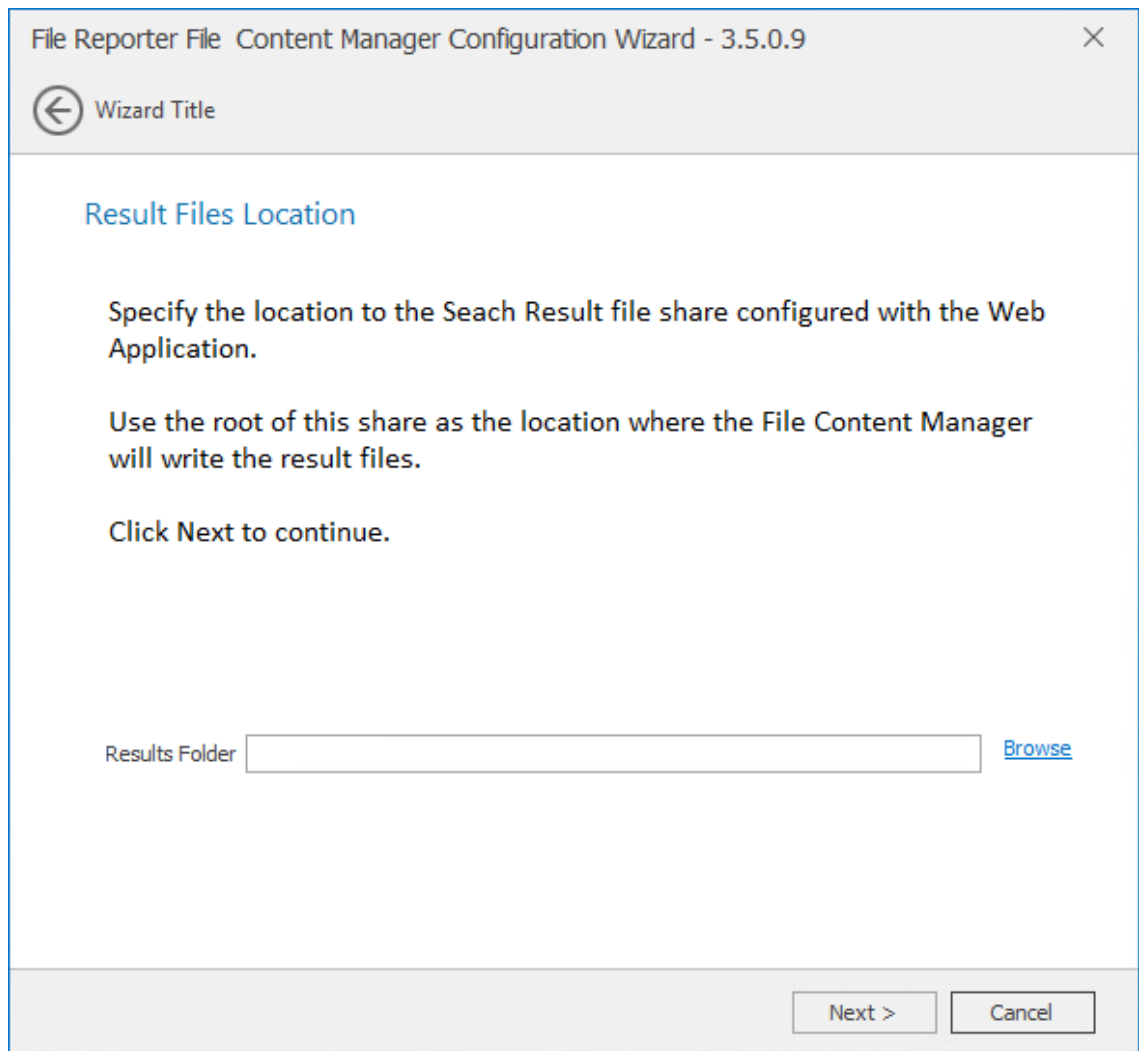 File Reporter File  Content Manager Configuration Wizard - 3.5.0.9
Wizard Title
Result Files Location
Specify the location to the Seach Result file share configured with the Web
Application.
Use the root of this share as the location where the File Content Manager
will write the result files.
Click Next to continue.
Results Folder
Browse
Next >
Cancel